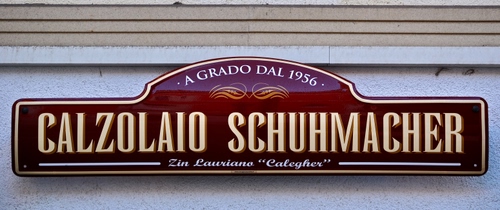 · A GRADO DAL 1956 ·
CALZOLAIO SCHUHMACHER
Zin Lauriano "Calegher"